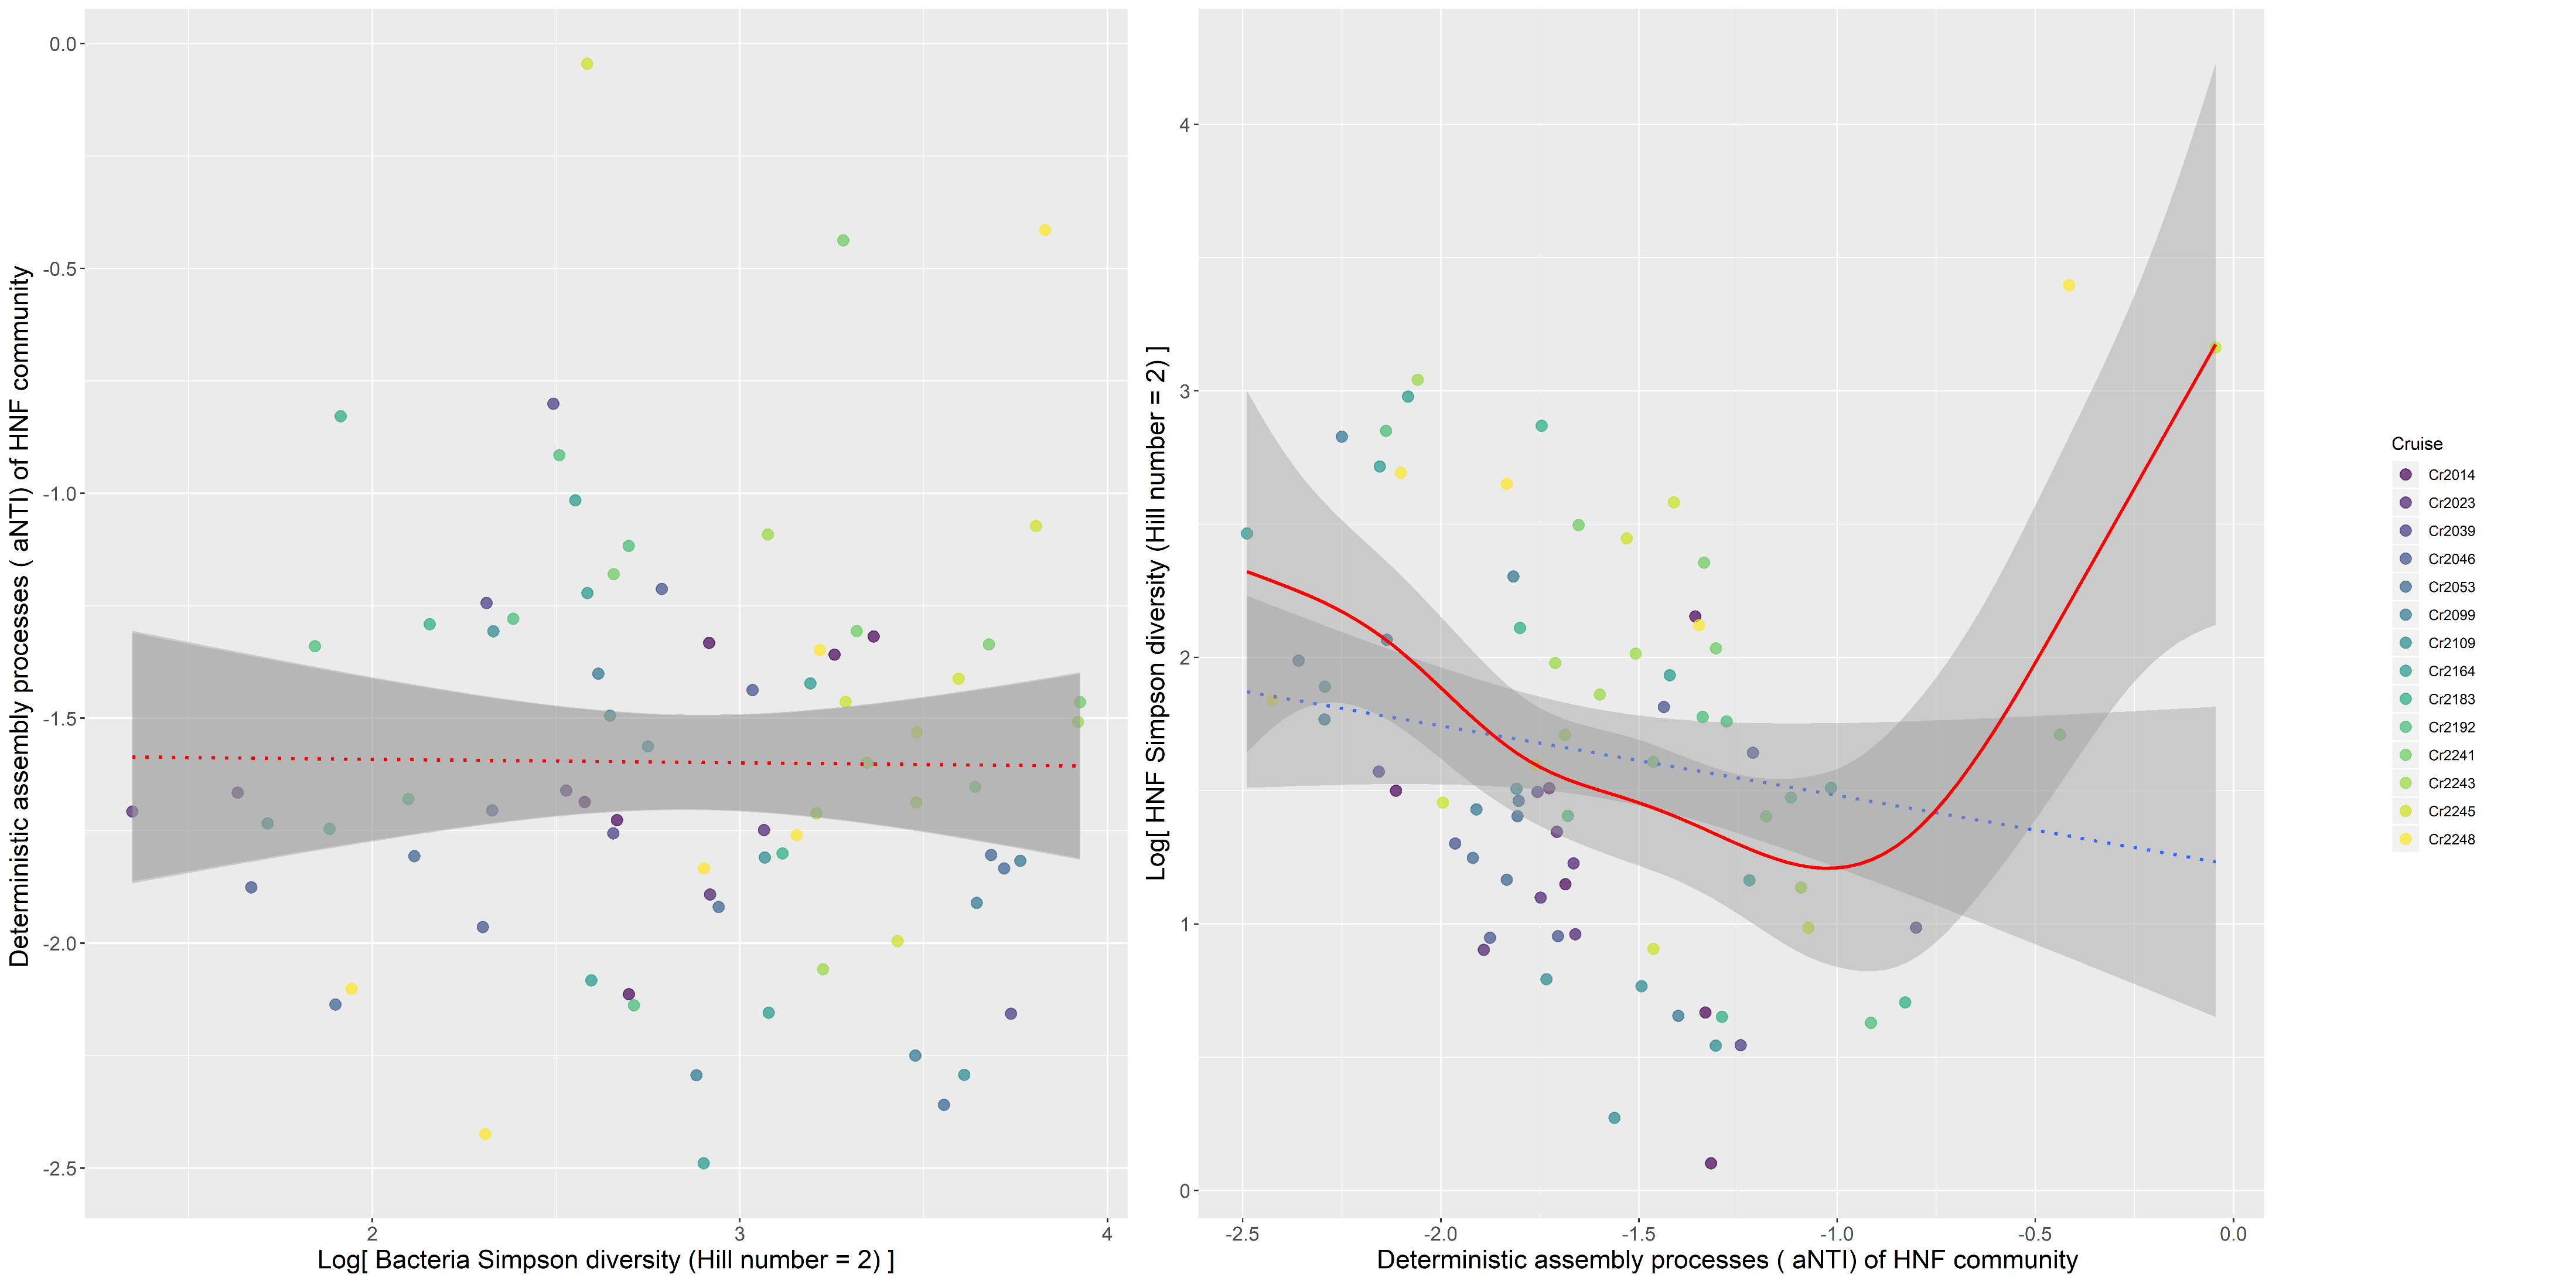 Deterministic assembly processes ( aNTI) of HNF community
0.0
-0.5
-1.0
-1.5
-2.0
-2.5
2
3
4
Log[ Bacteria Simpson diversity (Hill number = 2) ]
Log[ HNF Simpson diversity (Hill number = 2)) ]
4
3
2
1
0
-2.5
-2.0
-1.5
-1.0
-0.5
0.0
Deterministic assembly processes ( aNTI) of HNF community
Cruise
Cr2014
Cr2023
Cr2039
Cr2046
Cr2053
Cr2099
Cr2109
Cr2164
Cr2183
Cr2192
Cr2241
Cr2243
Cr2245
Cr2248